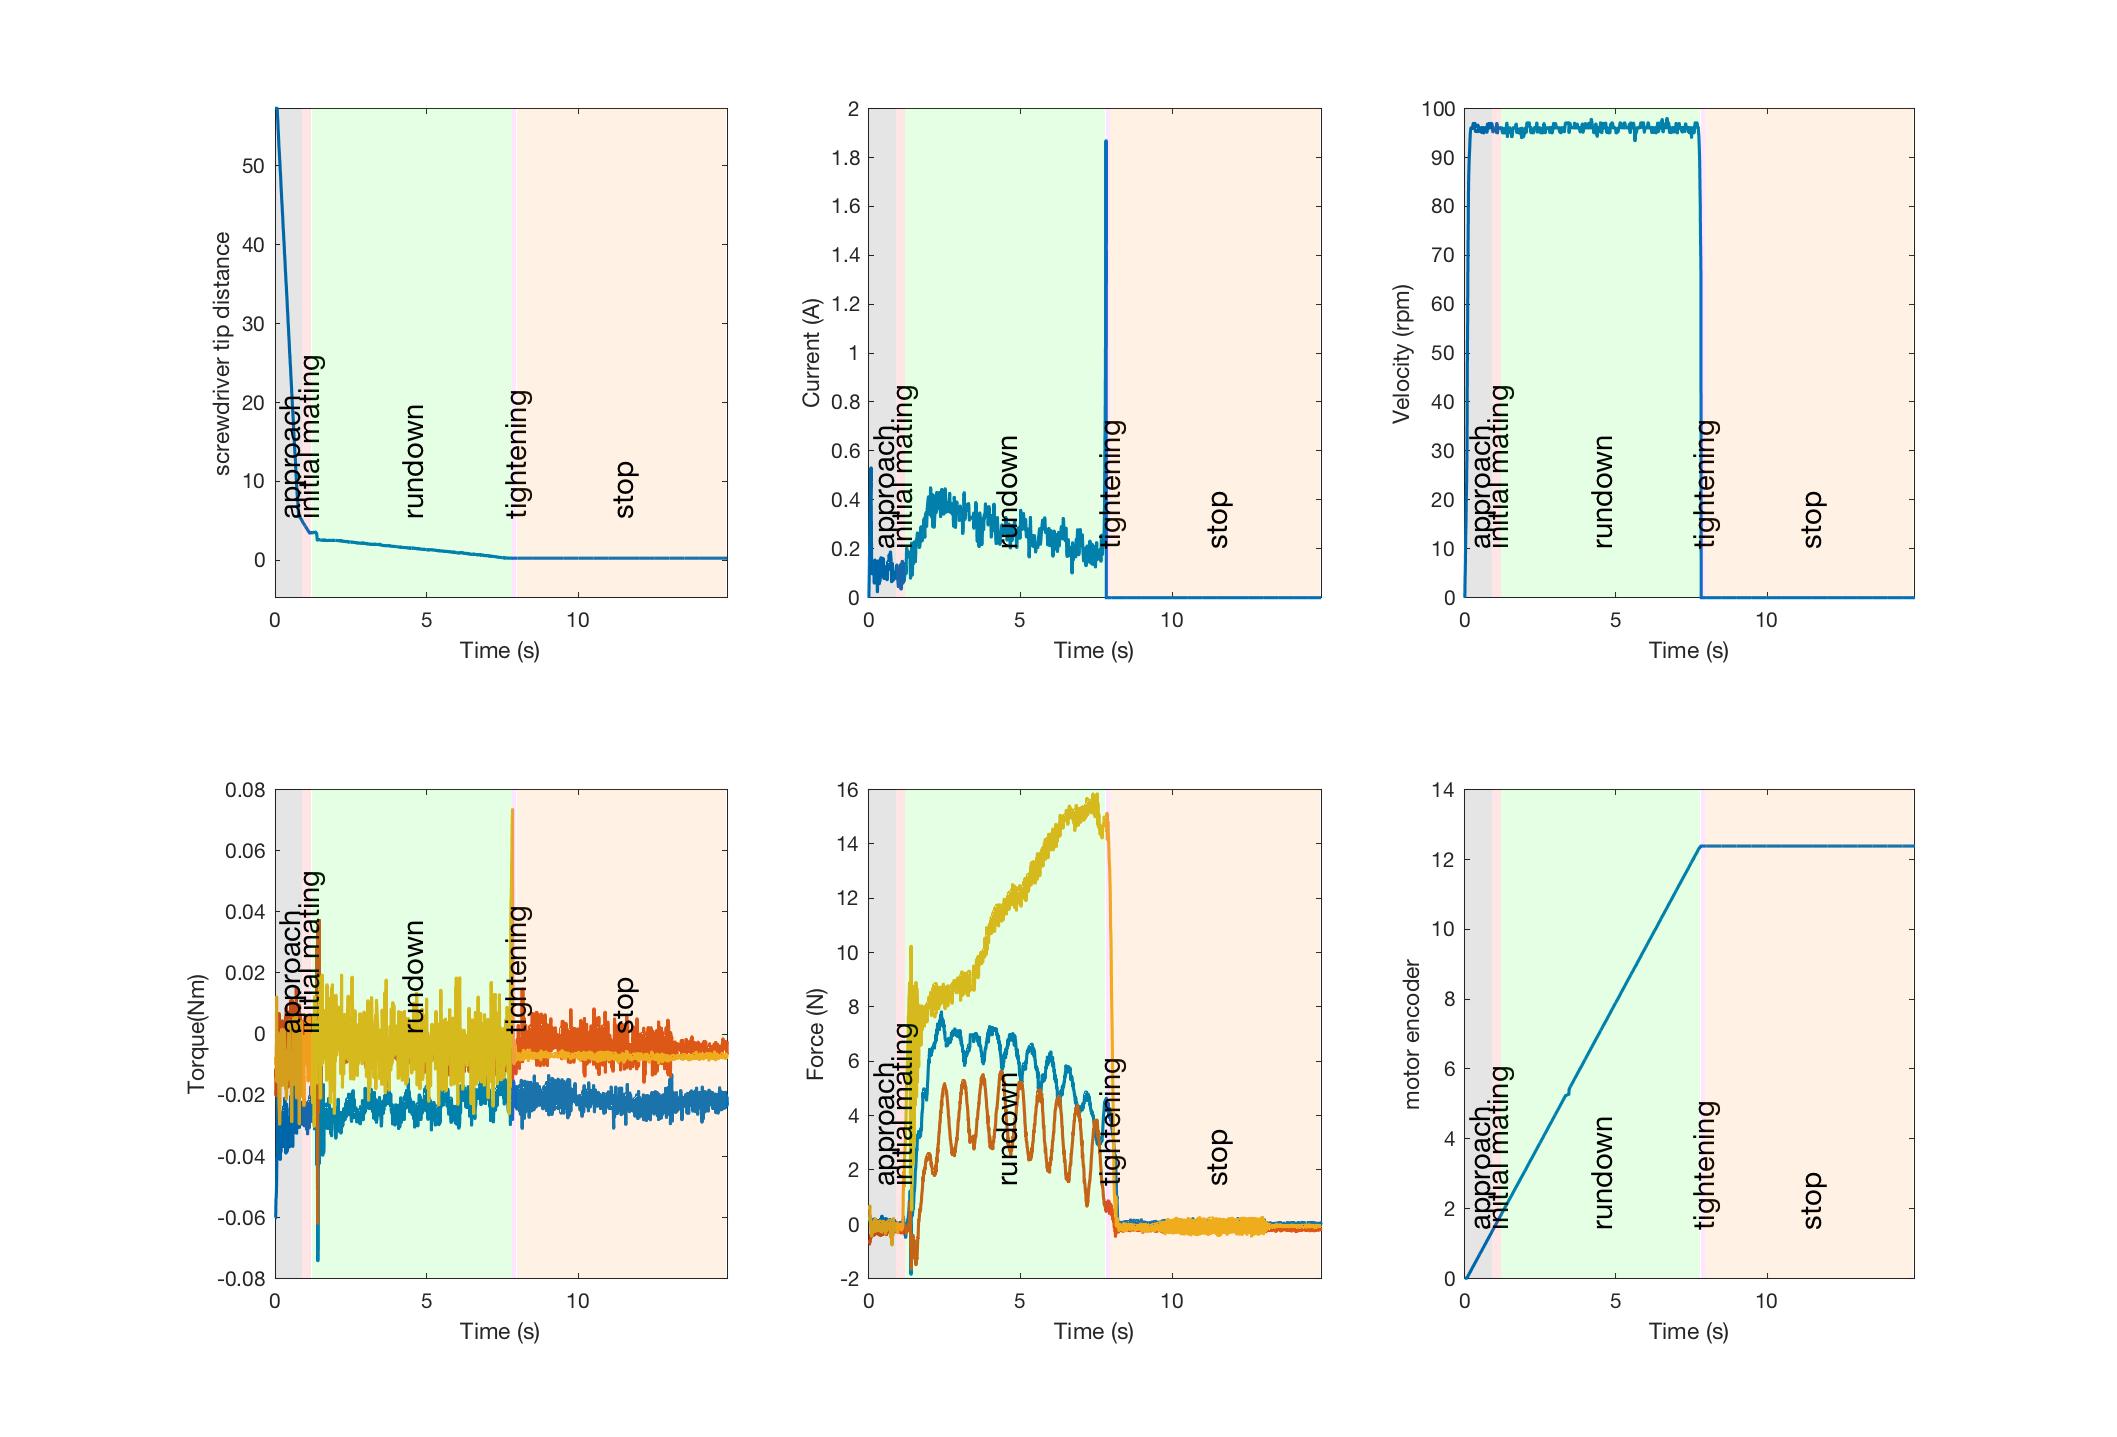 screwdriver tip distance
50
40
30
20
10
0
approach
initial mating
rundown
tightening
stop
0
5
10
Time (s)
Current (A)
2
1.8
1.6
1.4
1.2
1
0.8
0.6
0.4
0.2
0
approach
initial mating
rundown
tightening
stop
0
5
10
Time (s)
Velocity (rpm)
100
90
80
70
60
50
40
30
20
10
0
approach
initial mating
rundown
tightening
stop
0
5
10
Time (s)
Torque(Nm)
0.08
0.06
0.04
0.02
0
-0.02
-0.04
-0.06
-0.08
approach
initial mating
rundown
tightening
stop
0
5
10
Time (s)
Force (N)
16
14
12
10
8
6
4
2
0
-2
approach
initial mating
rundown
tightening
stop
0
5
10
Time (s)
motor encoder
14
12
10
8
6
4
2
0
approach
initial mating
rundown
tightening
stop
0
5
10
Time (s)